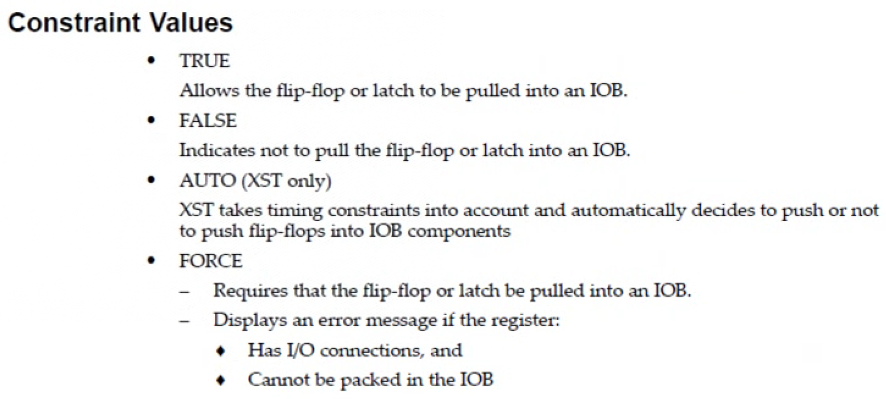 Constraint Values
• TRUE
Allows the flip-flop or latch to be pulled into an IOB.
• FALSE
Indicates not to pull the flip-flop or latch into an IOB.
• AUTO (XST only)
XST takes timing constraints into account and automatically decides to push or not
to push flip-flops into IOB components
• FORCE
– Requires that the flip-flop or latch be pulled into an IOB.
– Displays an error message if the register:
♦ Has I/O connections, and
♦ Cannot be packed in the IOB